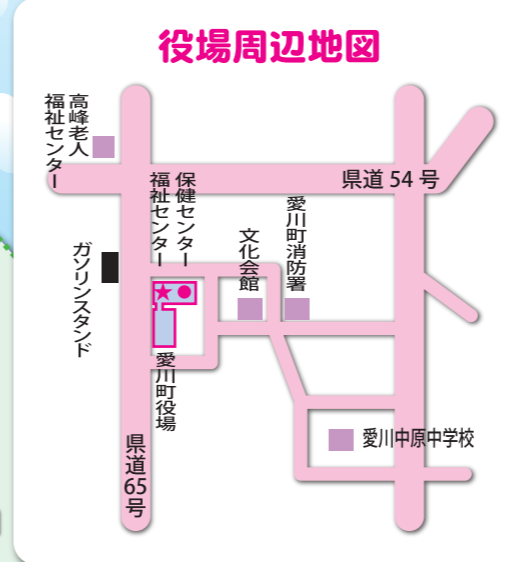 役場周辺地図
高峰老人
福祉センター
県道 54 号
保健センター
福祉センター
愛川町消防署
文化会館
ガソリンスタンド
★●
愛川町役場
愛川中原中学校
県道65号